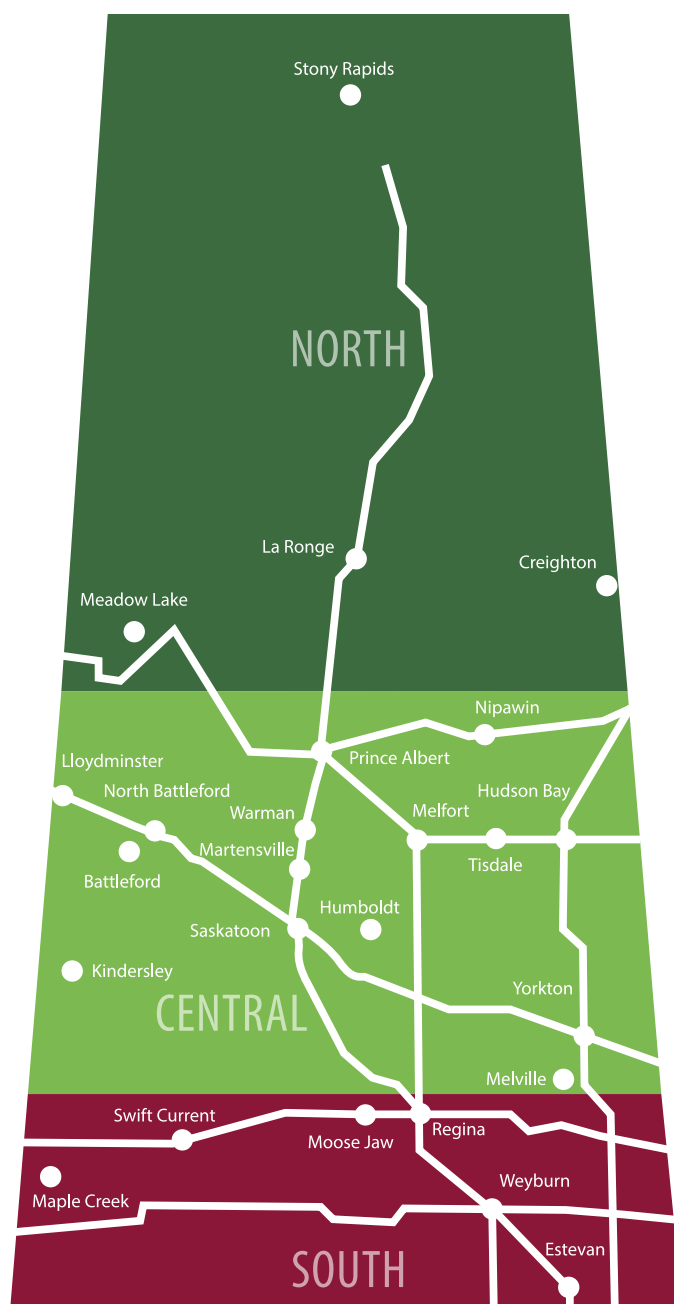 Stony Rapids
NORTH
La Ronge
Creighton
Meadow Lake
Nipawin
Prince Albert
Lloydminster
North Battleford
Hudson Bay
Warman
Melfort
Martensville
Tisdale
Battleford
Humboldt
Saskatoon
Kindersley
Yorkton
CENTRAL
Melville
Swift Current
Regina
Moose Jaw
Weyburn
Maple Creek
Estevan
SOUTH